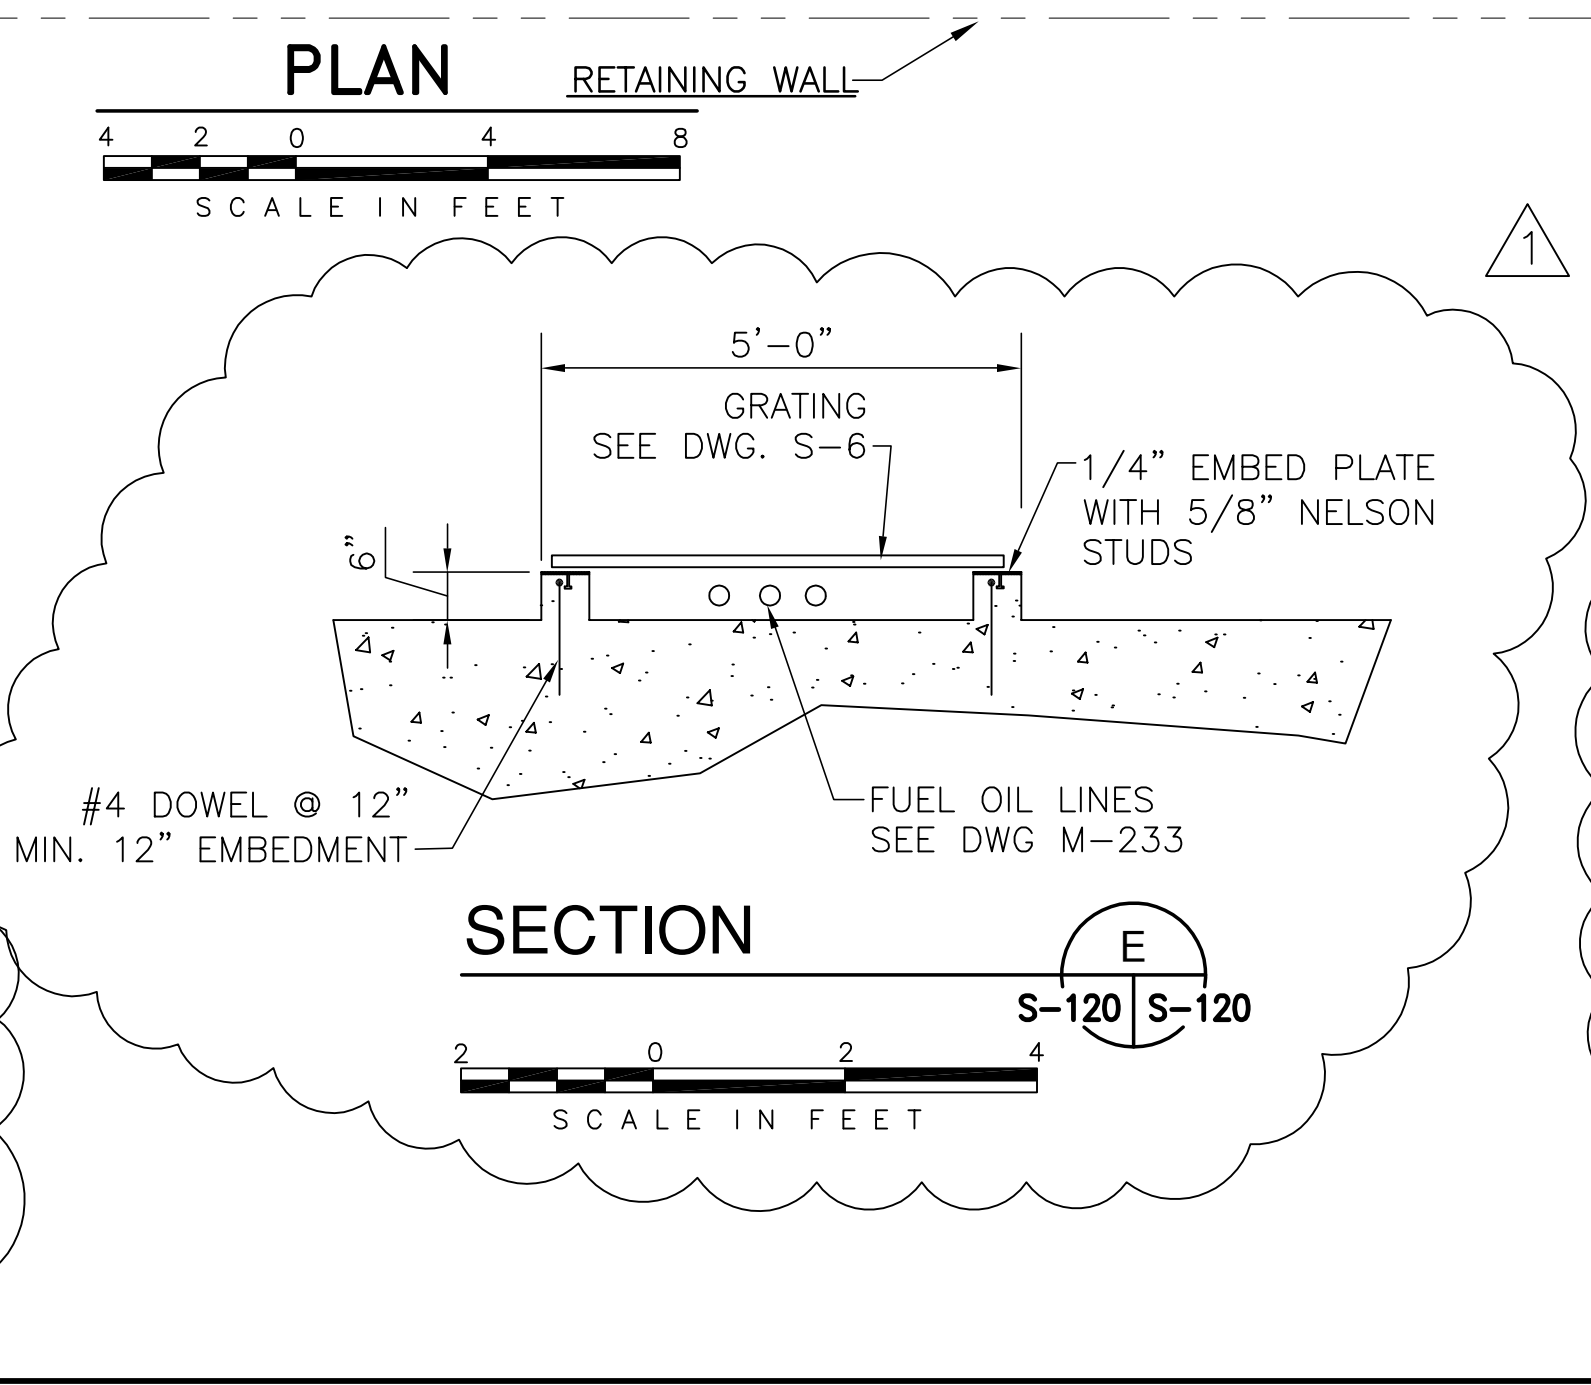 PLAN
RETAINING WALL
4 2 0 4 8
SCALE IN FEET
1
5'-0"
GRATING
SEE DWG. S-6
1/4" EMBED PLATE
WITH 5/8" NELSON
STUDS
6"
#4 DOWEL @ 12"
MIN. 12" EMBEDMENT
FUEL OIL LINES
SEE DWG M-233
SECTION
E
S-120 S-120
2 0 2 4
SCALE IN FEET